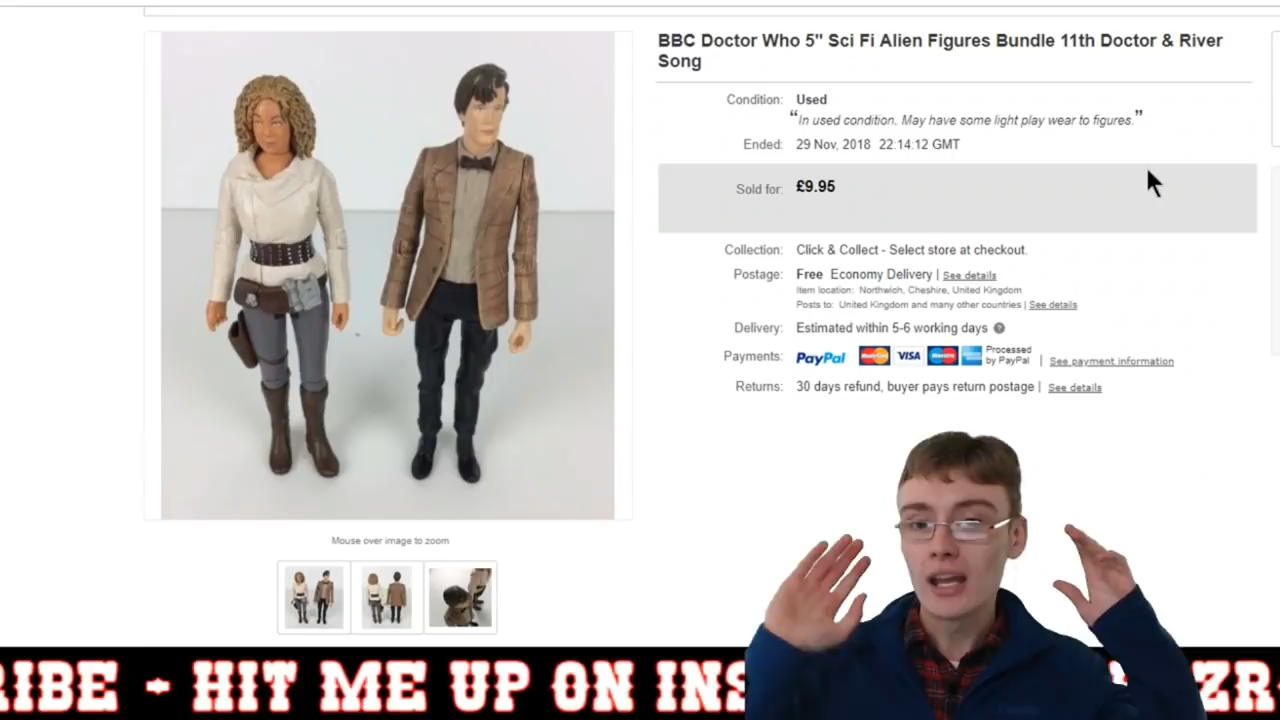 BBC Doctor Who 5" Sci Fi Alien Figures Bundle 11th Doctor & River
Song
Condition: Used
“In used condition. May have some light play wear to figures.”
Ended: 29 Nov, 2018 22:14:12 GMT
Sold for: £9.95
Collection: Click & Collect - Select store at checkout.
Postage: Free Economy Delivery | See details
Item location: Northwich, Cheshire, United Kingdom
Posts to: United Kingdom and many other countries | See details
Delivery: Estimated within 5-6 working days
Payments: PayPal MasterCard VISA Maestro Processed
by PayPal | See payment information
Returns: 30 days refund, buyer pays return postage | See details
Mouse over image to zoom
RIBE - HIT ME UP ON INS ZR